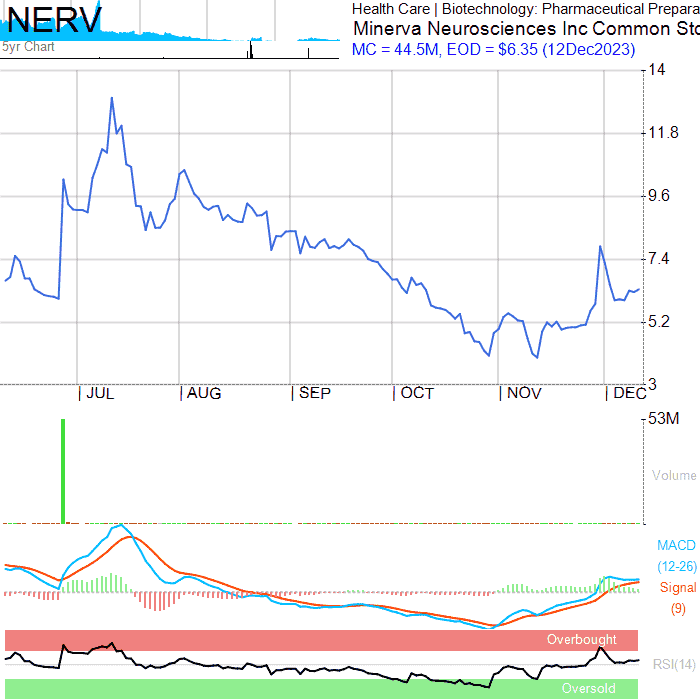 NERV
5yr Chart
Health Care | Biotechnology: Pharmaceutical Prepara
Minerva Neurosciences Inc Common Sto
MC = 44.5M, EOD = $6.35 (12Dec2023)
14
11.8
9.6
7.4
5.2
3
JUL
AUG
SEP
OCT
NOV
DEC
53M
Volume
MACD
(12-26)
Signal
(9)
Overbought
RSI(14)
Oversold